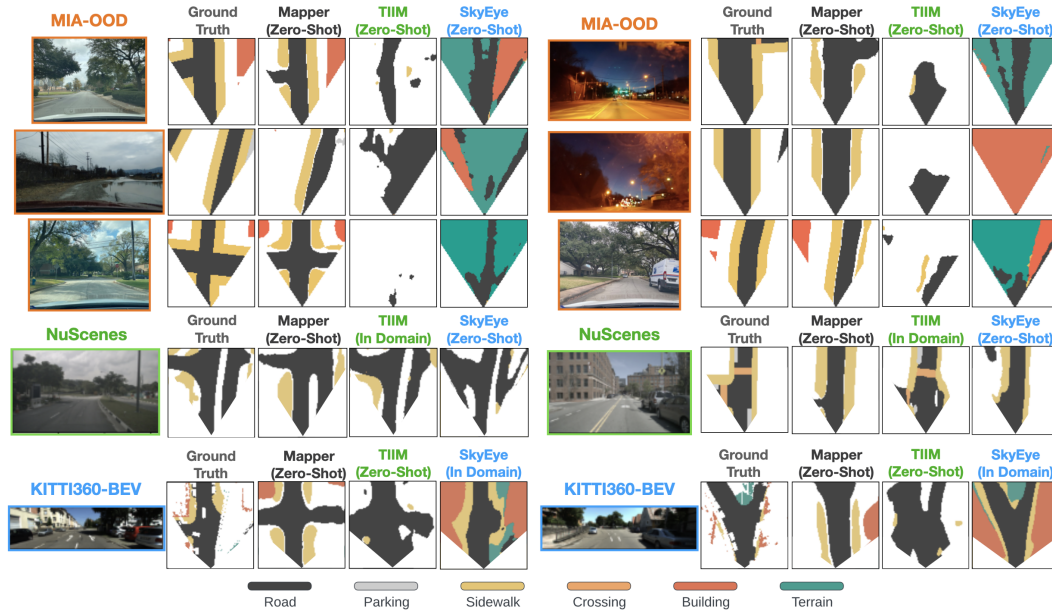 MIA-OOD
Ground Truth
Mapper (Zero-Shot)
TIIM (Zero-Shot)
SkyEye (Zero-Shot)
MIA-OOD
Ground Truth
Mapper (Zero-Shot)
TIIM (Zero-Shot)
SkyEye (Zero-Shot)
NuScenes
Ground Truth
Mapper (Zero-Shot)
TIIM (In Domain)
SkyEye (Zero-Shot)
NuScenes
Ground Truth
Mapper (Zero-Shot)
TIIM (In Domain)
SkyEye (Zero-Shot)
KITTI360-BEV
Ground Truth
Mapper (Zero-Shot)
TIIM (Zero-Shot)
SkyEye (In Domain)
KITTI360-BEV
Ground Truth
Mapper (Zero-Shot)
TIIM (Zero-Shot)
SkyEye (In Domain)
Road
Parking
Sidewalk
Crossing
Building
Terrain